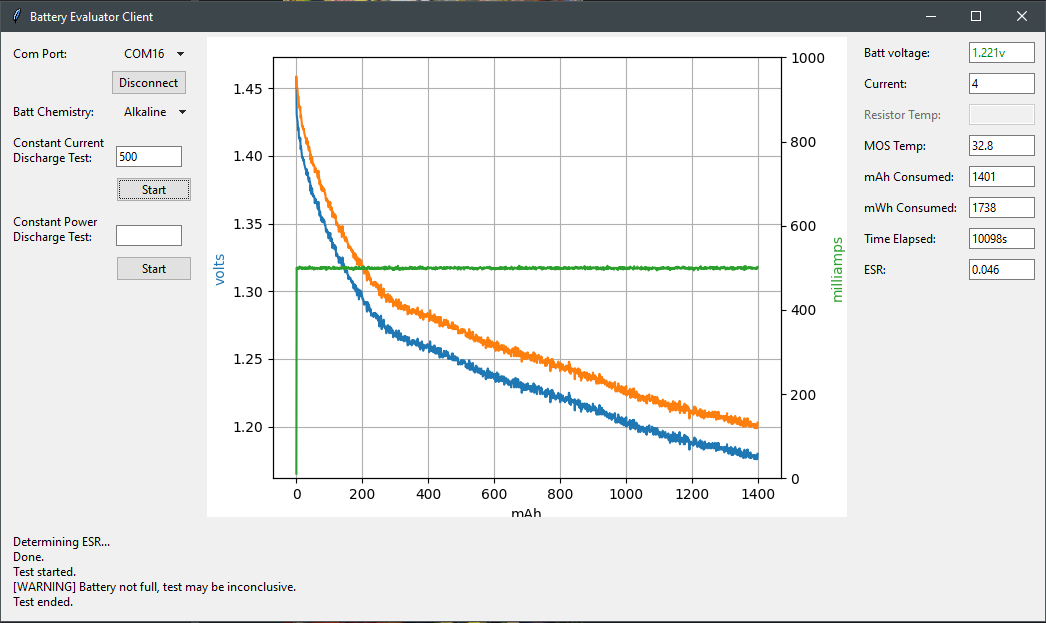 Battery Evaluator Client
Com Port:
COM16
Disconnect
Batt Chemistry:
Alkaline
Constant Current
Discharge Test:
500
Start
Constant Power
Discharge Test:
Start
volts
1.45
1.40
1.35
1.30
1.25
1.20
0
200
400
600
800
1000
1200
1400
mAh
1000
800
600
400
200
0
milliamps
Batt voltage:
1.221v
Current:
4
Resistor Temp:
MOS Temp:
32.8
mAh Consumed:
1401
mWh Consumed:
1738
Time Elapsed:
10098s
ESR:
0.046
Determining ESR...
Done.
Test started.
[WARNING] Battery not full, test may be inconclusive.
Test ended.